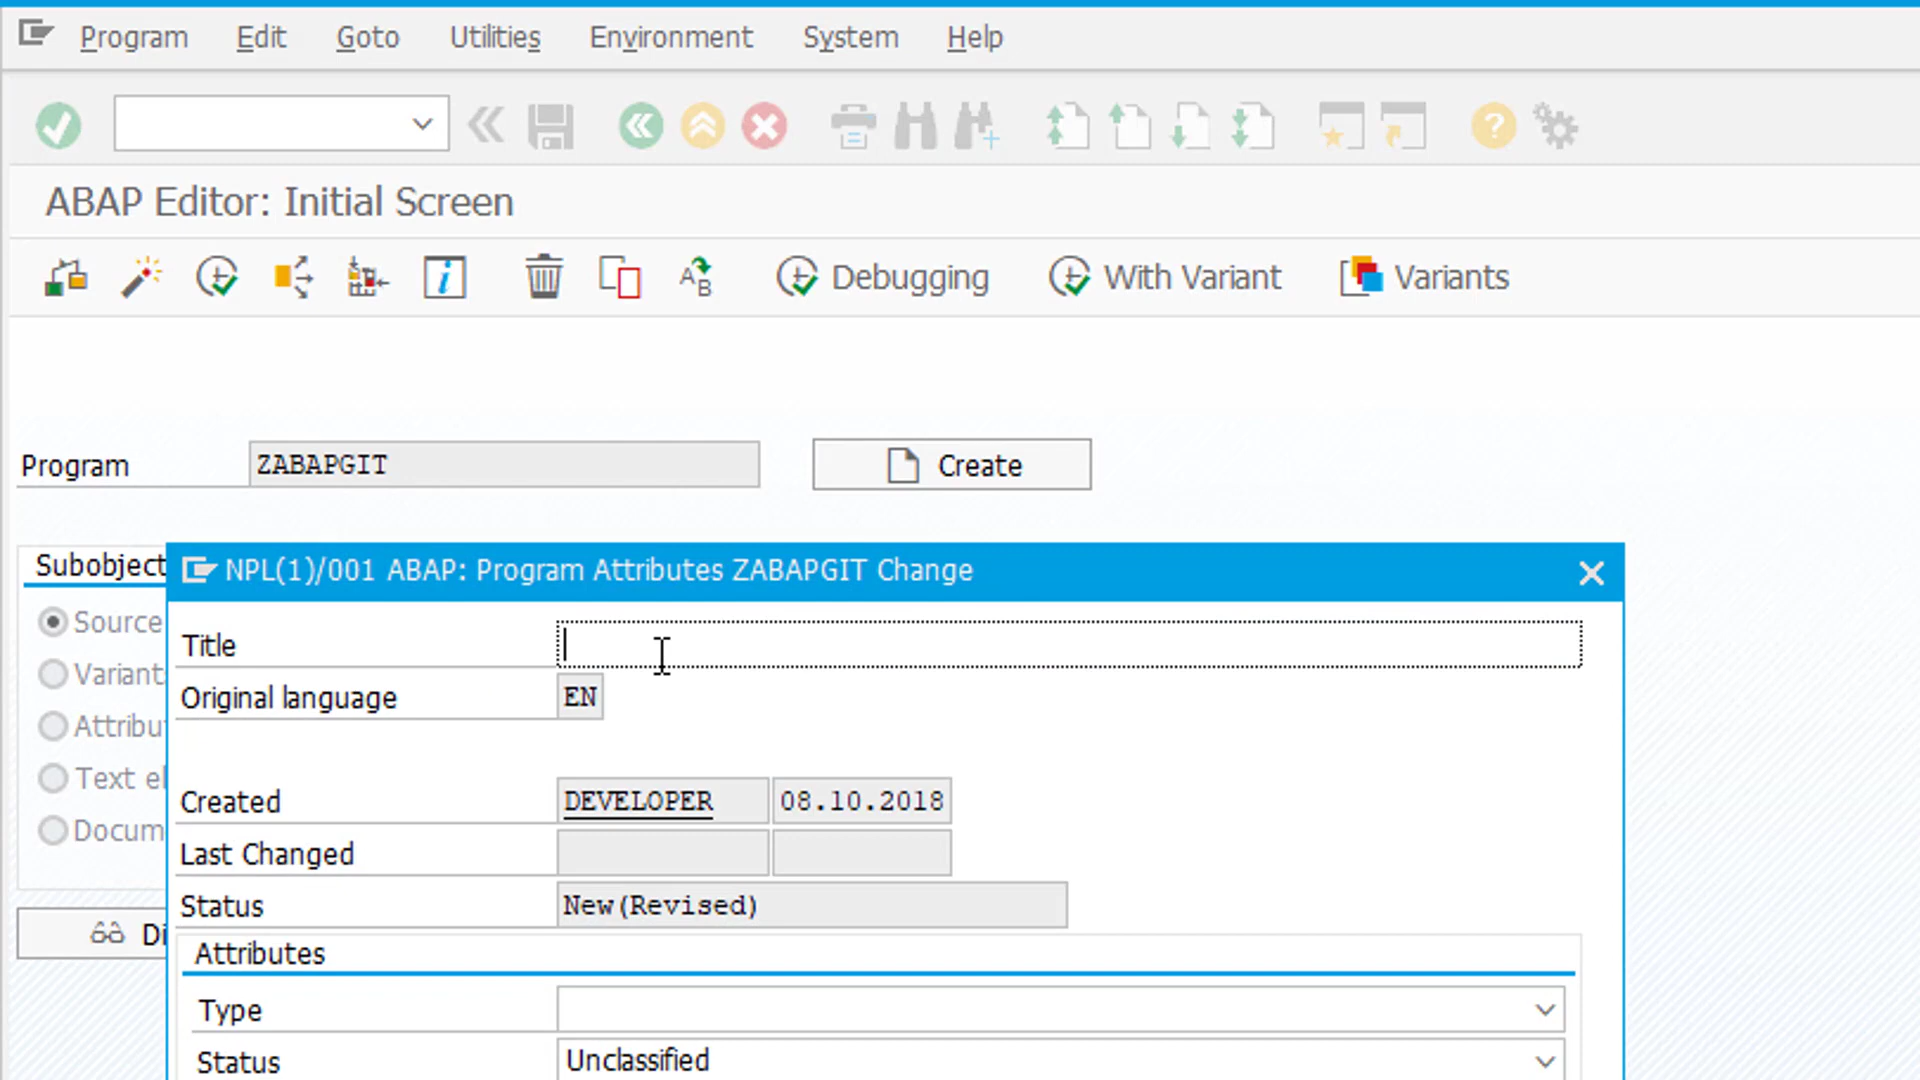 Program Edit Goto Utilities Environment System Help
ABAP Editor: Initial Screen
Debugging With Variant Variants
Program ZABAPGIT Create
Subobject
NPL(1)/001 ABAP: Program Attributes ZABAPGIT Change
Source
Title
Variant
Original language EN
Attribu
Text el
Created DEVELOPER 08.10.2018
Docum
Last Changed
Status New(Revised)
Di
Attributes
Type
Status Unclassified